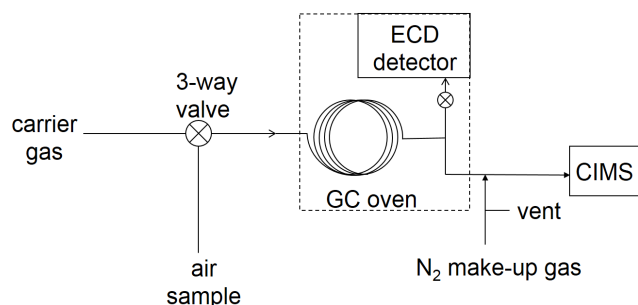 ECD
detector
3-way
valve
carrier
gas
CIMS
GC oven
vent
N₂ make-up gas
air
sample